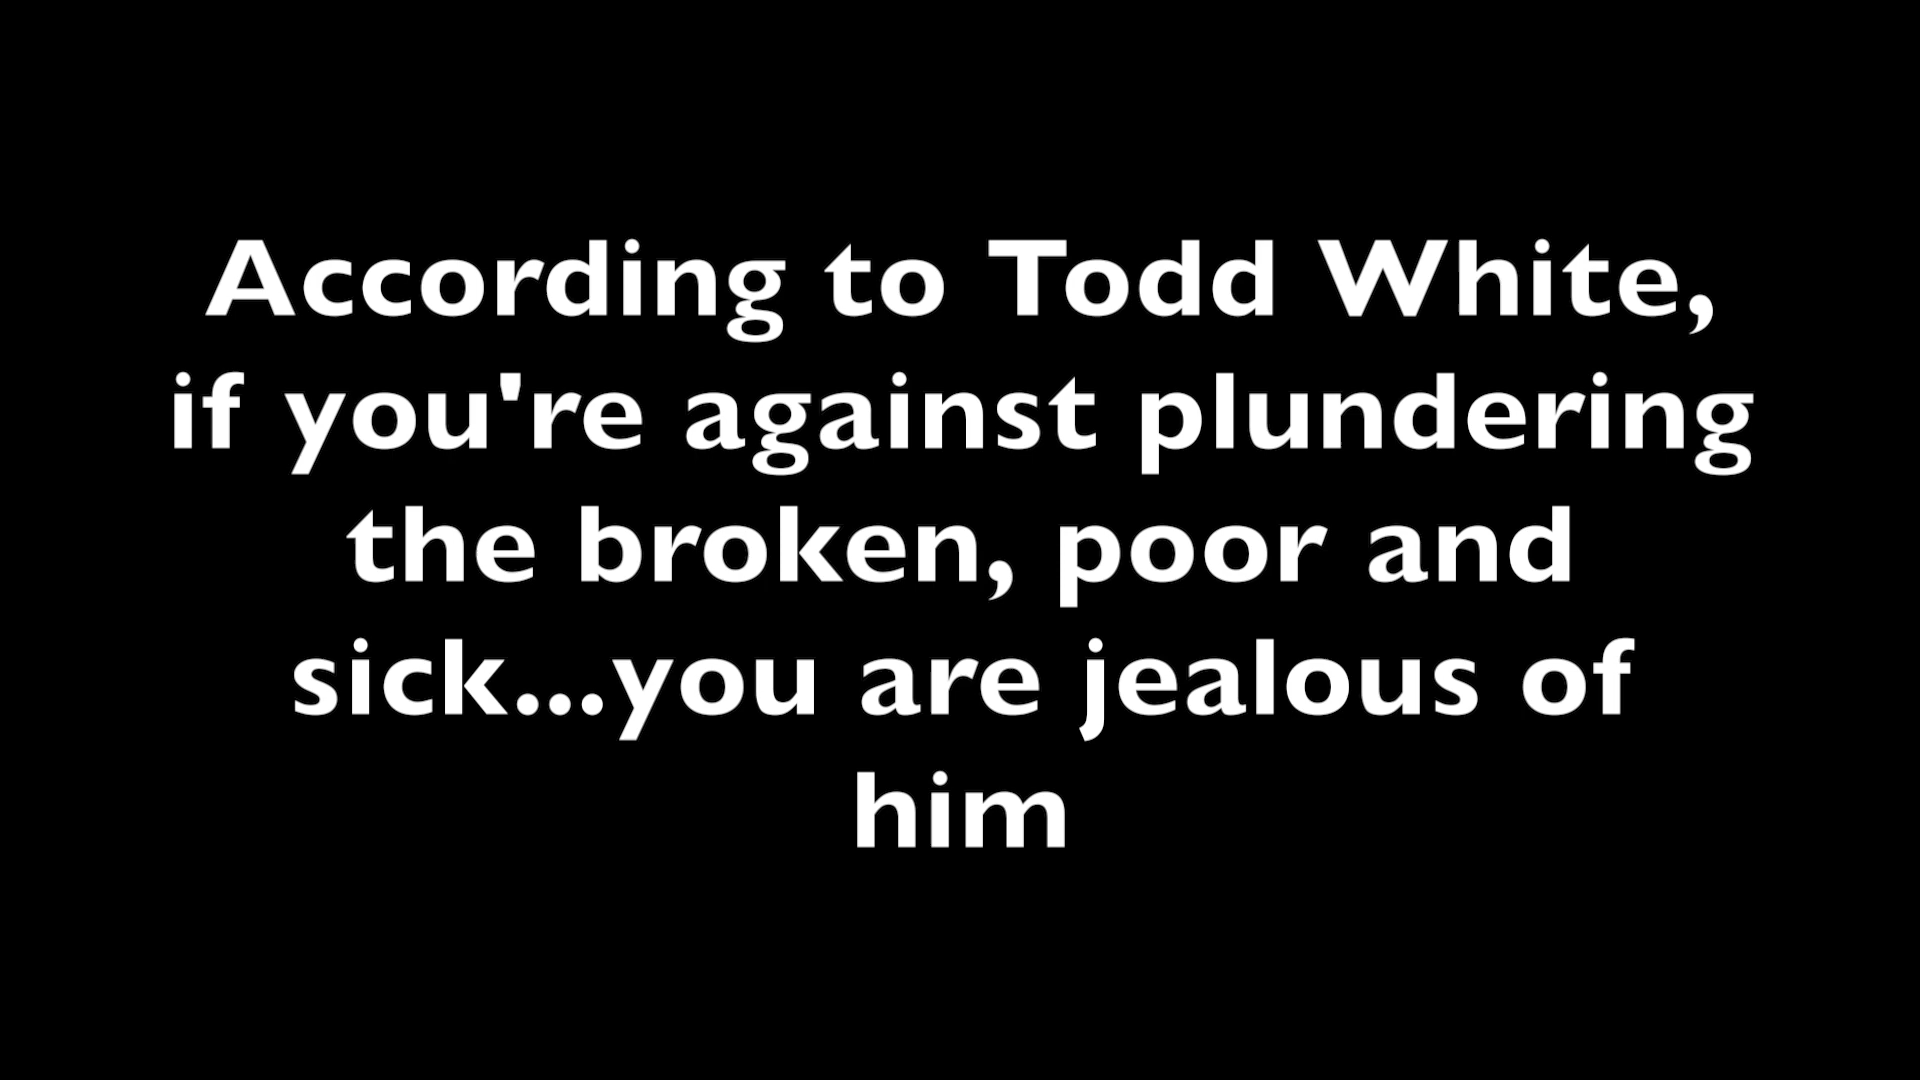 According to Todd White,
if you're against plundering
the broken, poor and
sick...you are jealous of
him